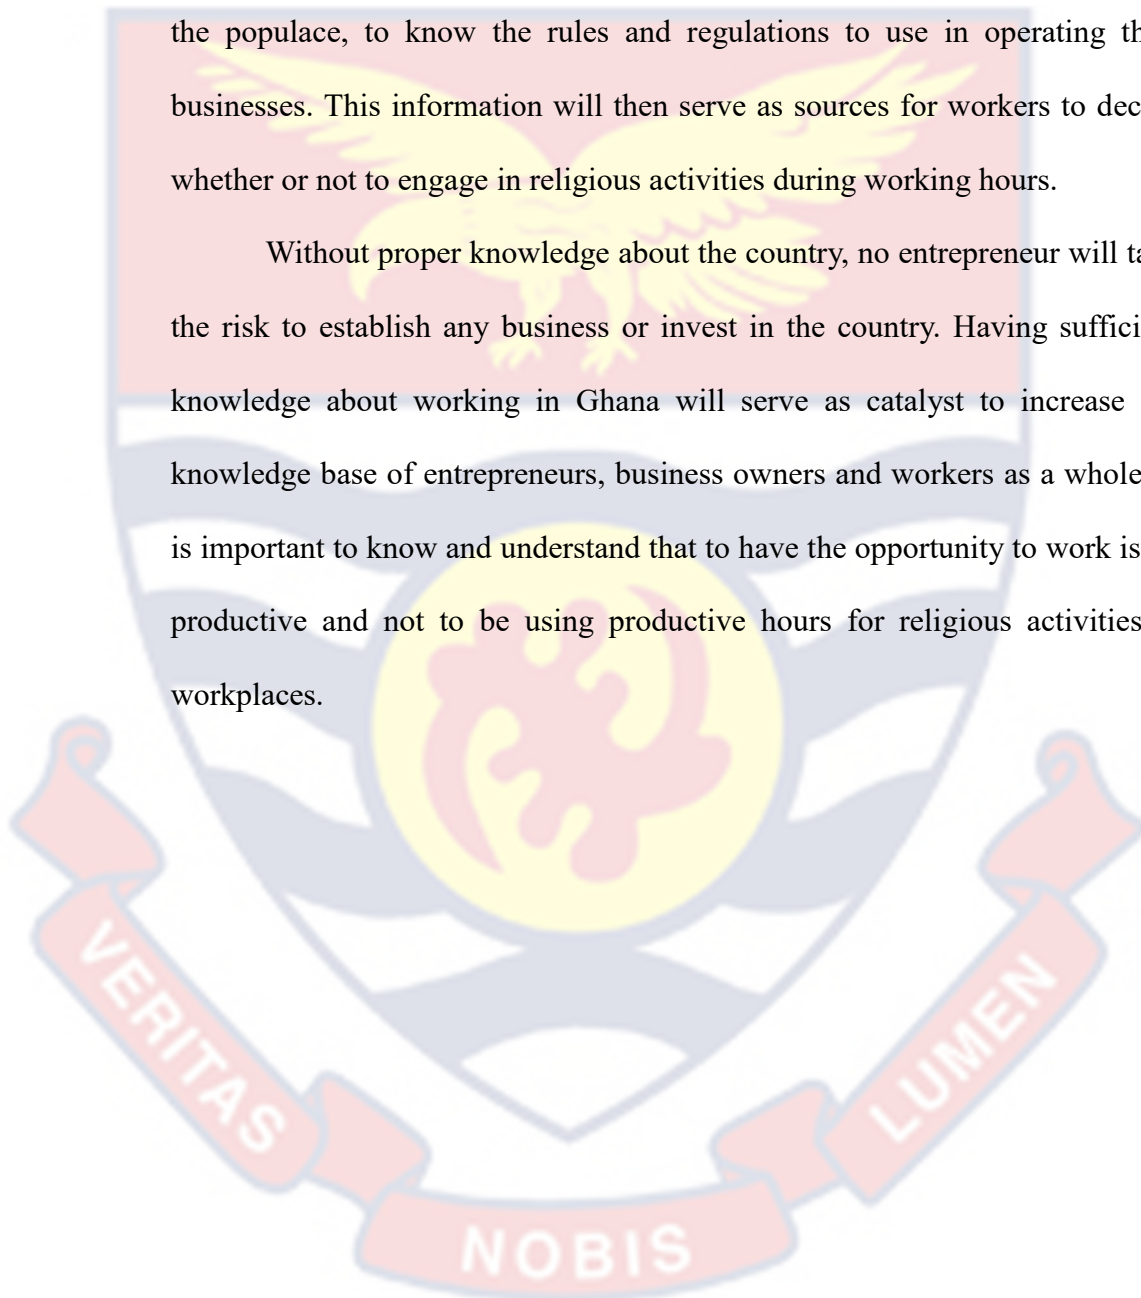 the populace, to know the rules and regulations to use in operating th
businesses. This information will then serve as sources for workers to dec
whether or not to engage in religious activities during working hours.
Without proper knowledge about the country, no entrepreneur will ta
the risk to establish any business or invest in the country. Having suffici
knowledge about working in Ghana will serve as catalyst to increase
knowledge base of entrepreneurs, business owners and workers as a whole
is important to know and understand that to have the opportunity to work is
productive and not to be using productive hours for religious activities
workplaces.
VERITAS
NOBIS
LUMEN